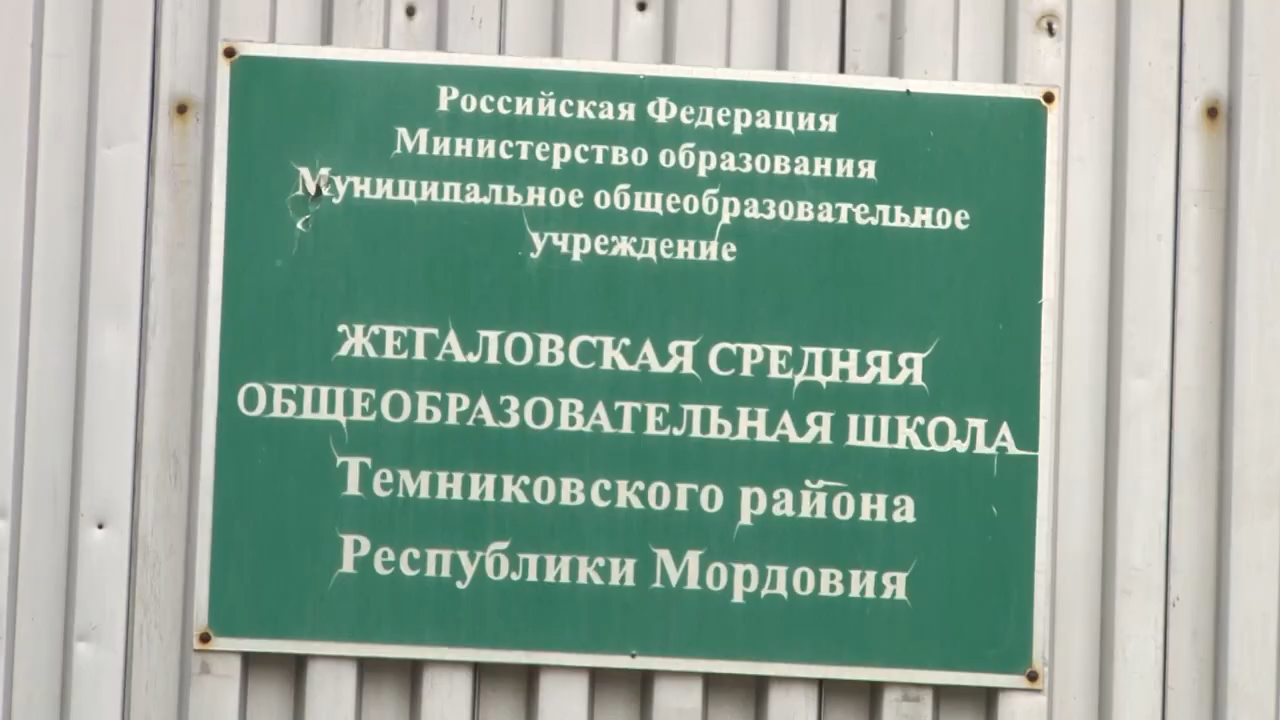 Российская Федерация
Министерство образования
Муниципальное общеобразовательное
учреждение
ЖЕГАЛОВСКАЯ СРЕДНЯЯ
ОБЩЕОБРАЗОВАТЕЛЬНАЯ ШКОЛА
Темниковского района
Республики Мордовия